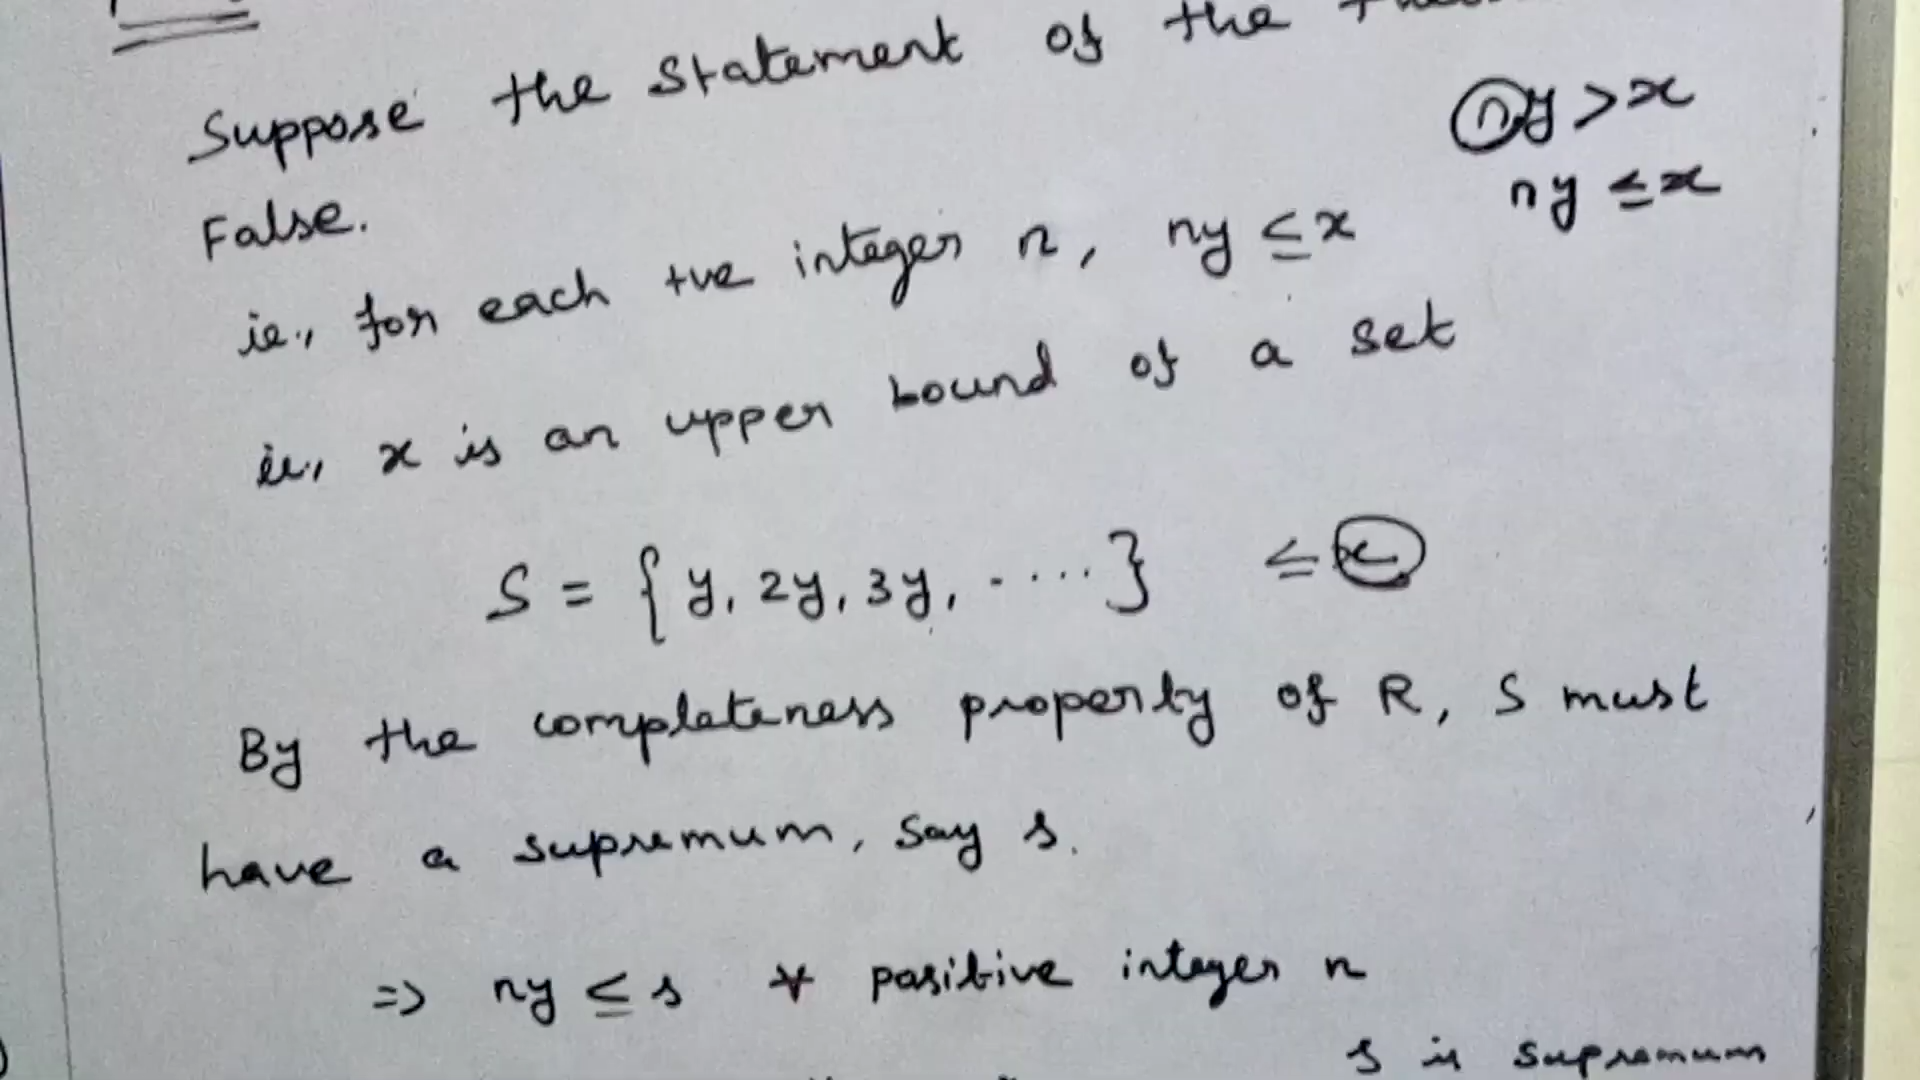 Suppose the statement of the
ny > x
False.
ny ≤ x
ie., for each +ve integer n, ny ≤ x
ie., x is an upper bound of a set
S = { y, 2y, 3y, ..... } ≤ x
By the completeness property of R, S must
have a supremum, say s.
=> ny ≤ s ∀ positive integer n
s is supremum